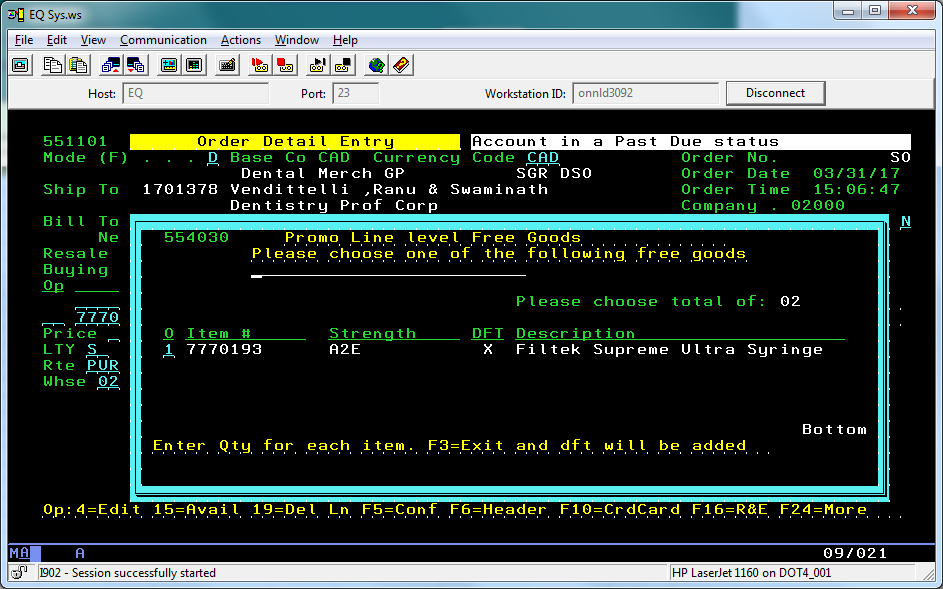 EQ Sys.ws
File Edit View Communication Actions Window Help
Host: EQ Port: 23 Workstation ID: onnld3092 Disconnect
551101 Order Detail Entry Account in a Past Due status
Mode (F) . . . D Base Co CAD Currency Code CAD Order No. SO
Dental Merch GP SGR DSO Order Date 03/31/17
Ship To 1701378 Vendittelli ,Ranu & Swaminath Order Time 15:06:47
Dentistry Prof Corp Company . 02000
Bill To N
Ne 554030 Promo Line level Free Goods
Resale Please choose one of the following free goods
Buying
Op
Please choose total of: 02
7770
Price O Item # Strength DFT Description
LTY S 1 7770193 A2E X Filtek Supreme Ultra Syringe
Rte PUR
Whse 02
Bottom
Enter Qty for each item. F3=Exit and dft will be added
Op:4=Edit 15=Avail 19=Del Ln F5=Conf F6=Header F10=CrdCard F16=R&E F24=More
MA A 09/021
I902 - Session successfully started HP LaserJet 1160 on DOT4_001